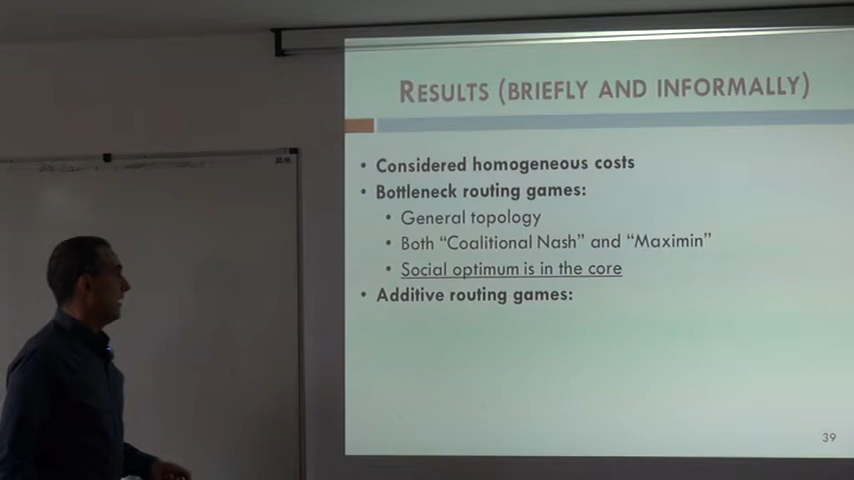 RESULTS (BRIEFLY AND INFORMALLY)
• Considered homogeneous costs
• Bottleneck routing games:
• General topology
• Both “Coalitional Nash” and “Maximin”
• Social optimum is in the core
• Additive routing games:
39